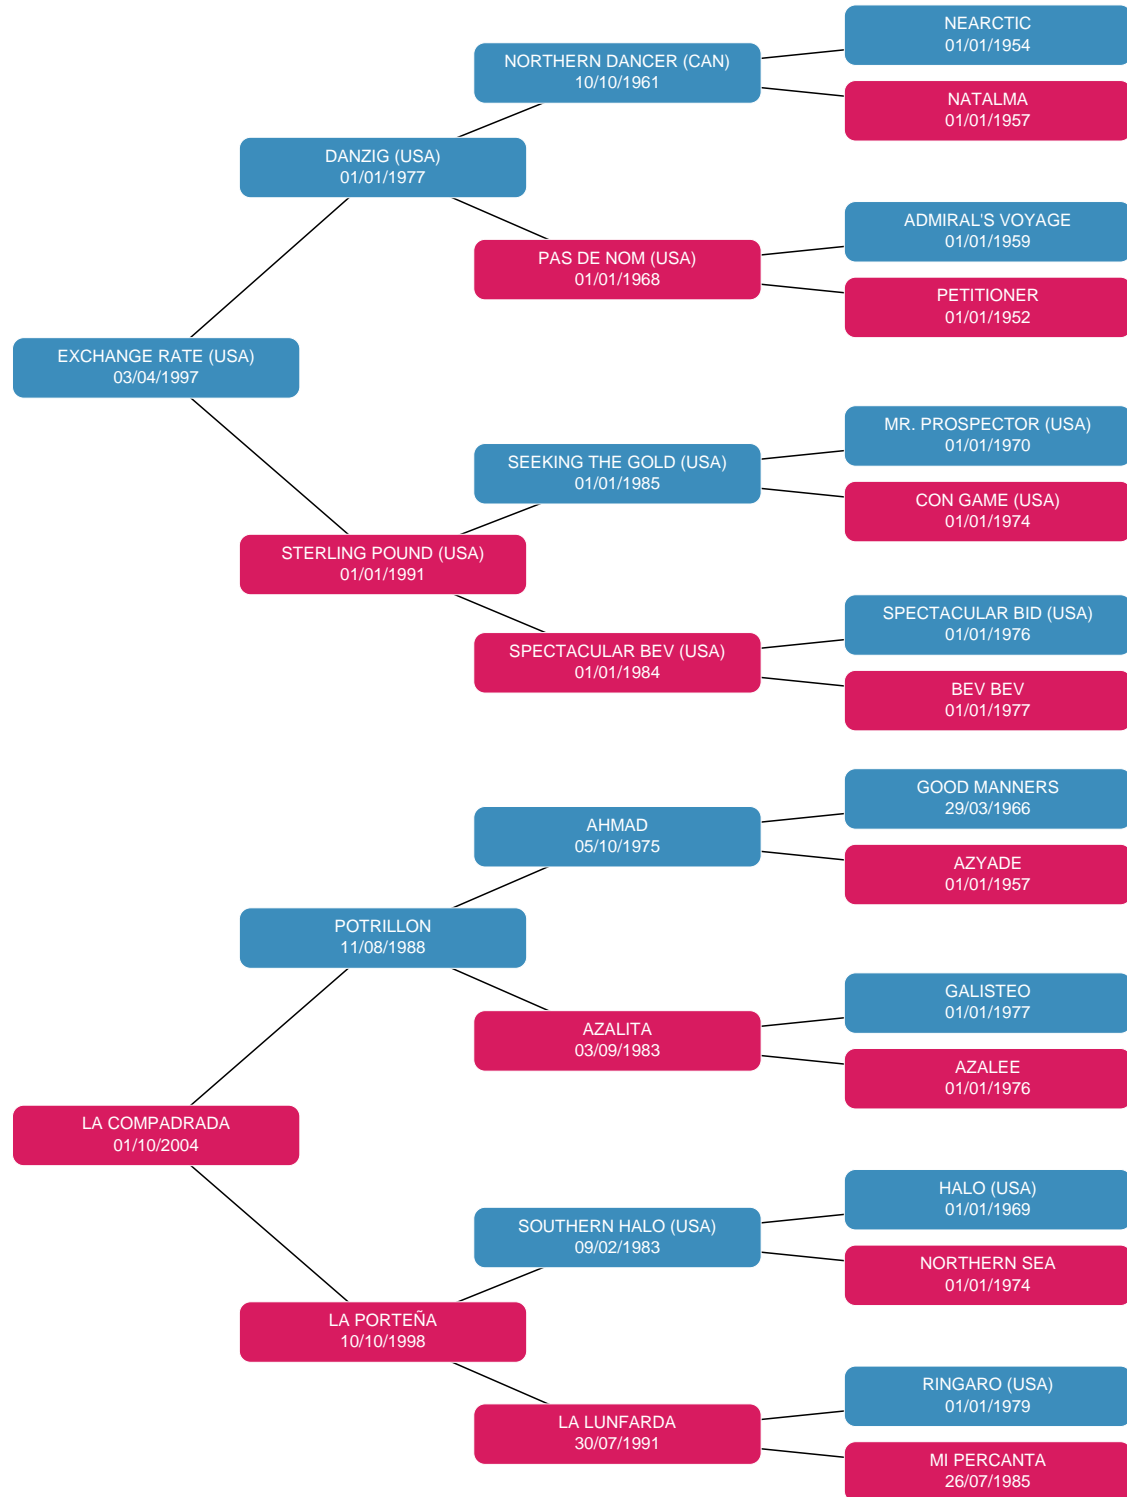 NEARCTIC
01/01/1954
NORTHERN DANCER (CAN)
10/10/1961
NATALMA
01/01/1957
DANZIG (USA)
01/01/1977
ADMIRAL'S VOYAGE
01/01/1959
PAS DE NOM (USA)
01/01/1968
PETITIONER
01/01/1952
EXCHANGE RATE (USA)
03/04/1997
MR. PROSPECTOR (USA)
01/01/1970
SEEKING THE GOLD (USA)
01/01/1985
CON GAME (USA)
01/01/1974
STERLING POUND (USA)
01/01/1991
SPECTACULAR BID (USA)
01/01/1976
SPECTACULAR BEV (USA)
01/01/1984
BEV BEV
01/01/1977
GOOD MANNERS
29/03/1966
AHMAD
05/10/1975
AZYADE
01/01/1957
POTRILLON
11/08/1988
GALISTEO
01/01/1977
AZALITA
03/09/1983
AZALEE
01/01/1976
LA COMPADRADA
01/10/2004
HALO (USA)
01/01/1969
SOUTHERN HALO (USA)
09/02/1983
NORTHERN SEA
01/01/1974
LA PORTEÑA
10/10/1998
RINGARO (USA)
01/01/1979
LA LUNFARDA
30/07/1991
MI PERCANTA
26/07/1985